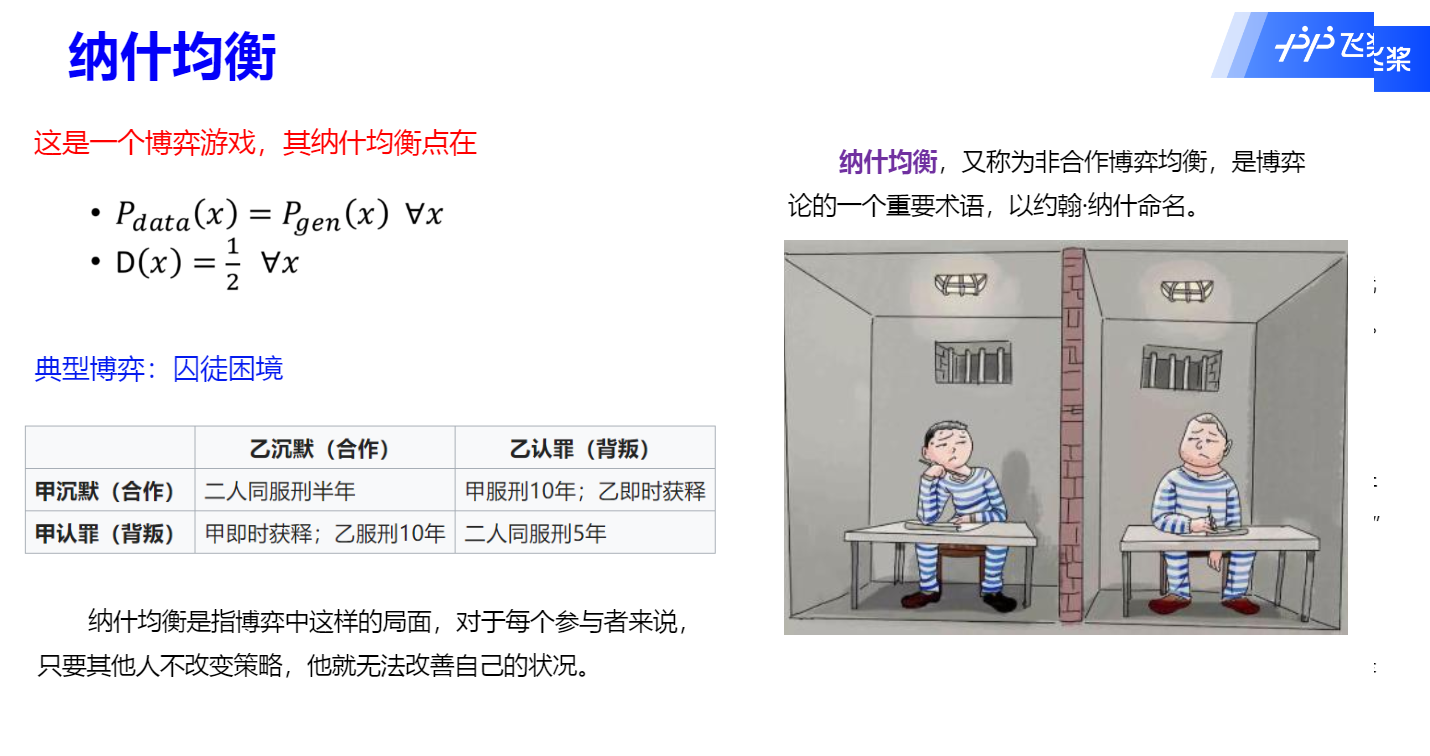 纳什均衡
飞桨
这是一个博弈游戏，其纳什均衡点在
• P_{data}(x) = P_{gen}(x) ∀x
• D(x) = 1/2 ∀x
典型博弈：囚徒困境
乙沉默（合作） 乙认罪（背叛）
甲沉默（合作） 二人同服刑半年 甲服刑10年；乙即时获释
甲认罪（背叛） 甲即时获释；乙服刑10年 二人同服刑5年
纳什均衡是指博弈中这样的局面，对于每个参与者来说，
只要其他人不改变策略，他就无法改善自己的状况。
纳什均衡，又称为非合作博弈均衡，是博弈
论的一个重要术语，以约翰·纳什命名。